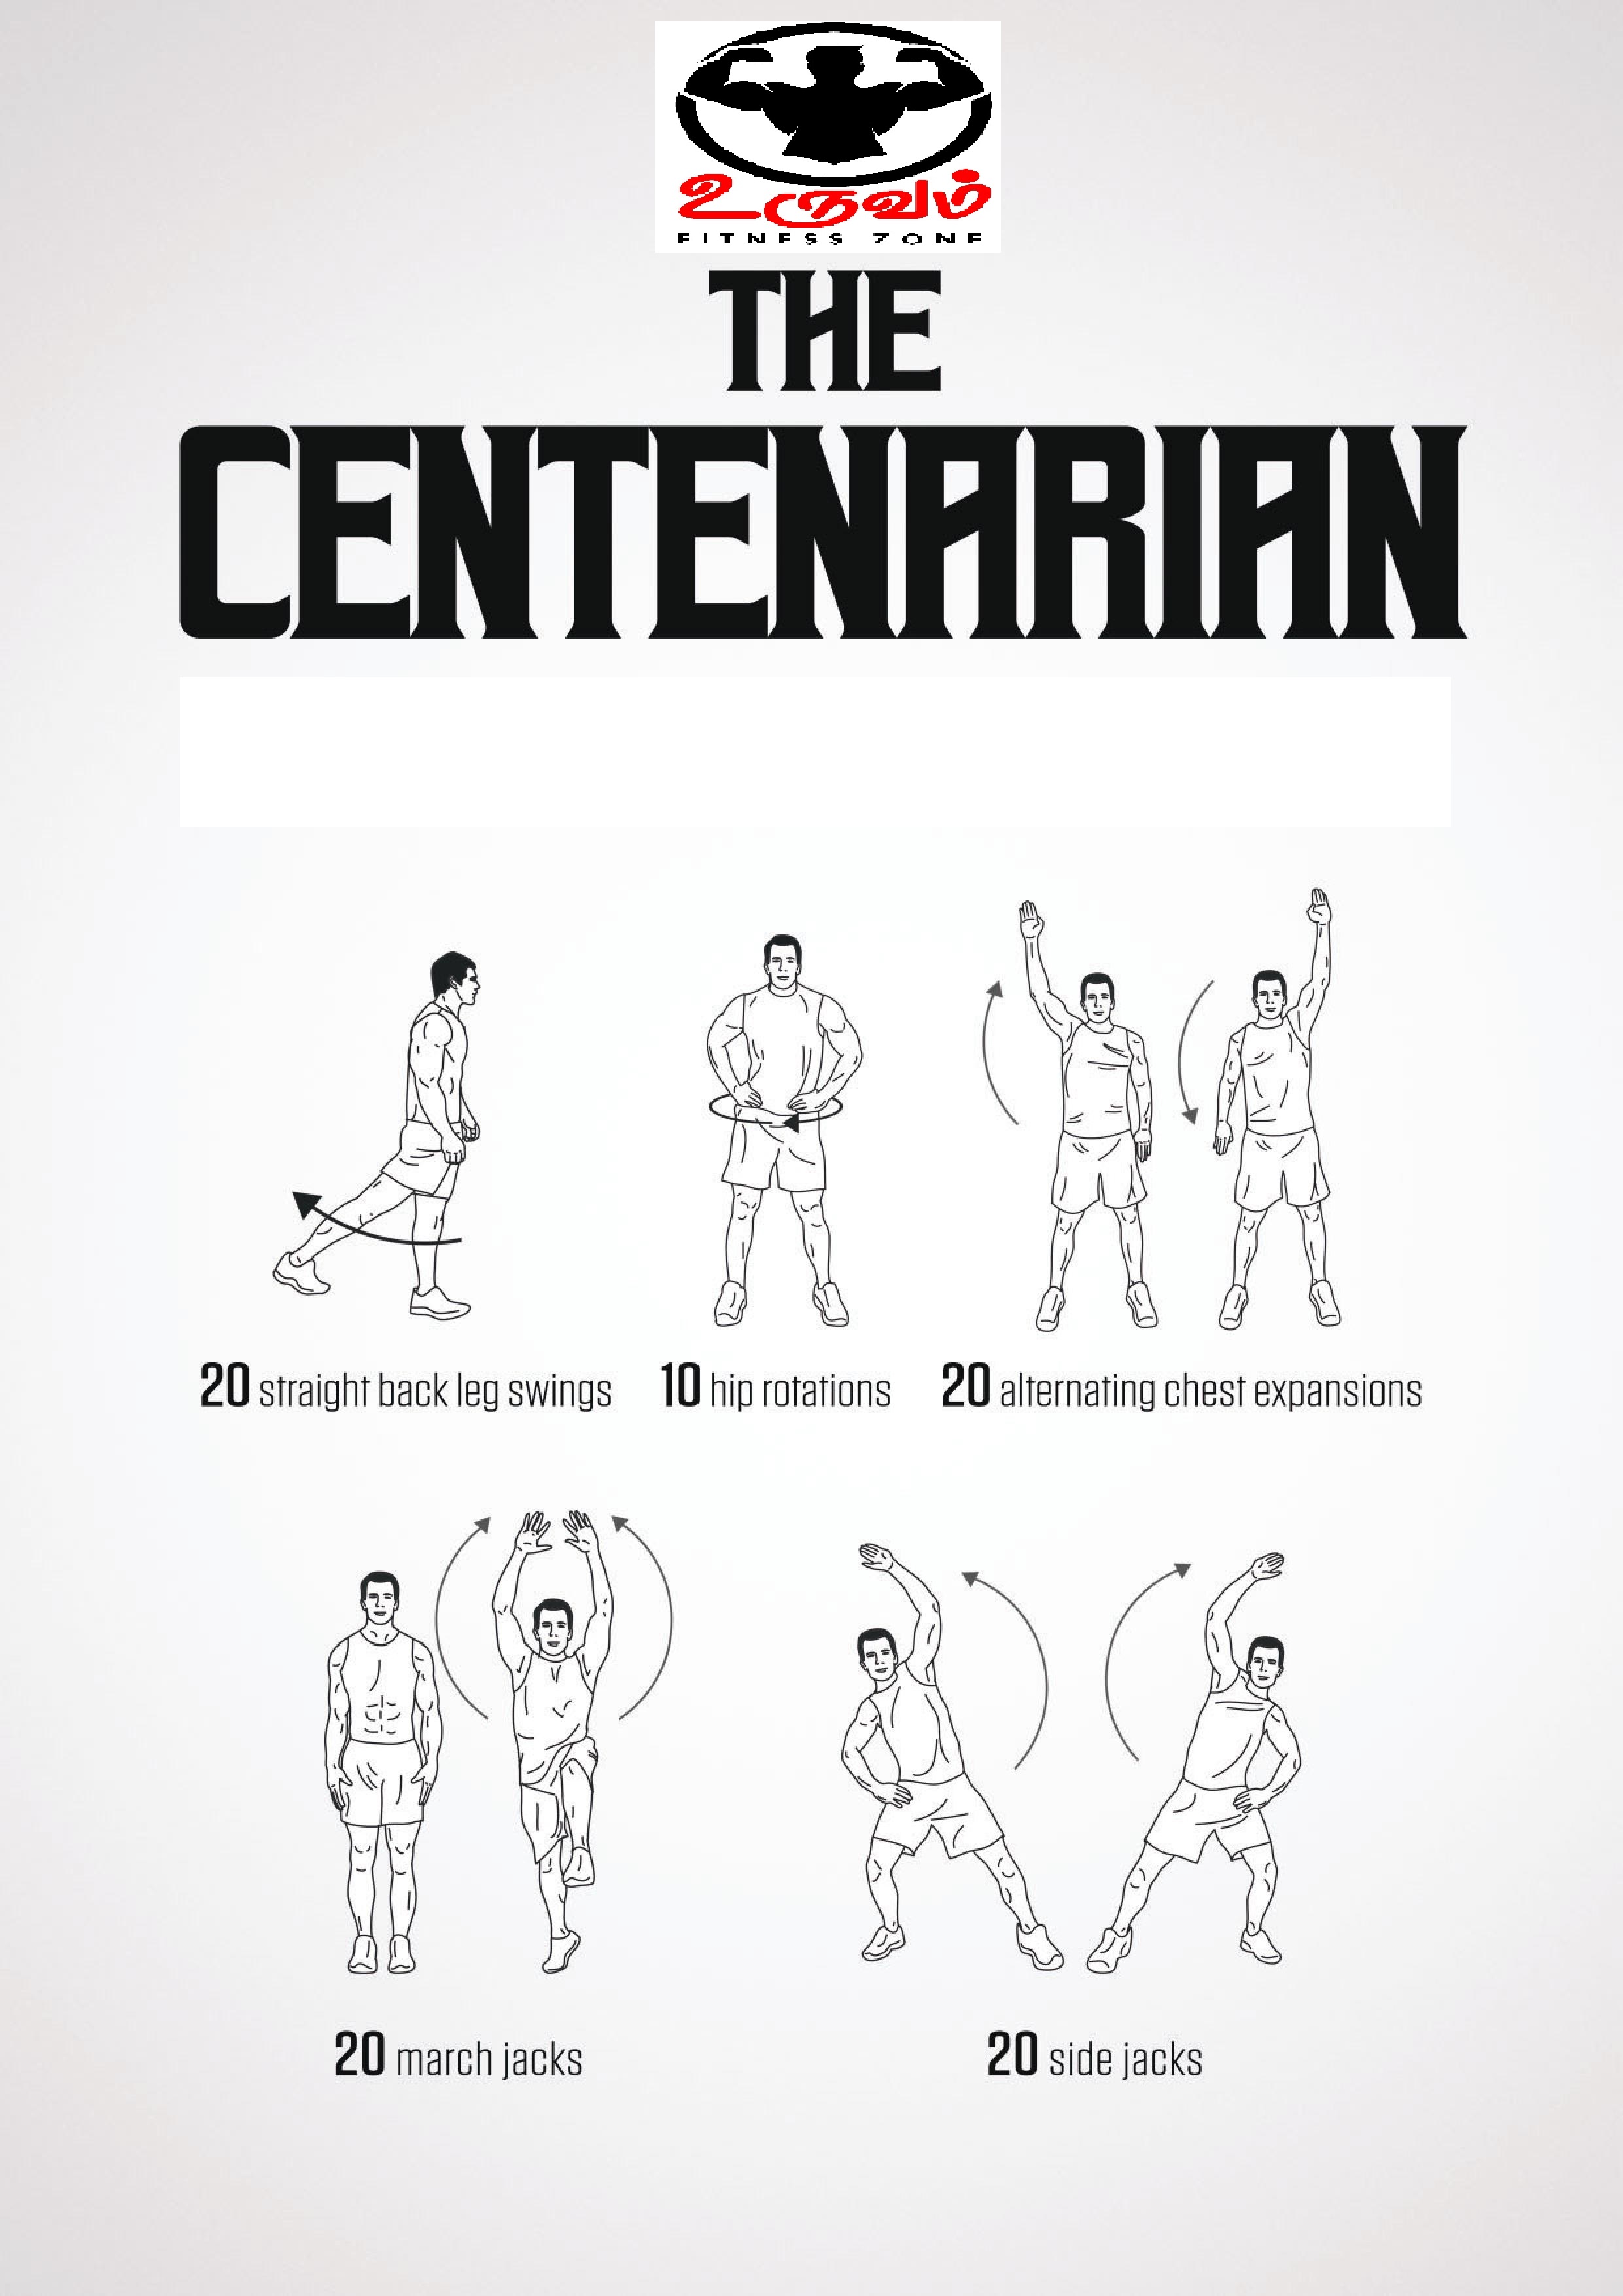 உருவம்
FITNESS ZONE
THE
CENTENARIAN
20 straight back leg swings
10 hip rotations
20 alternating chest expansions
20 march jacks
20 side jacks